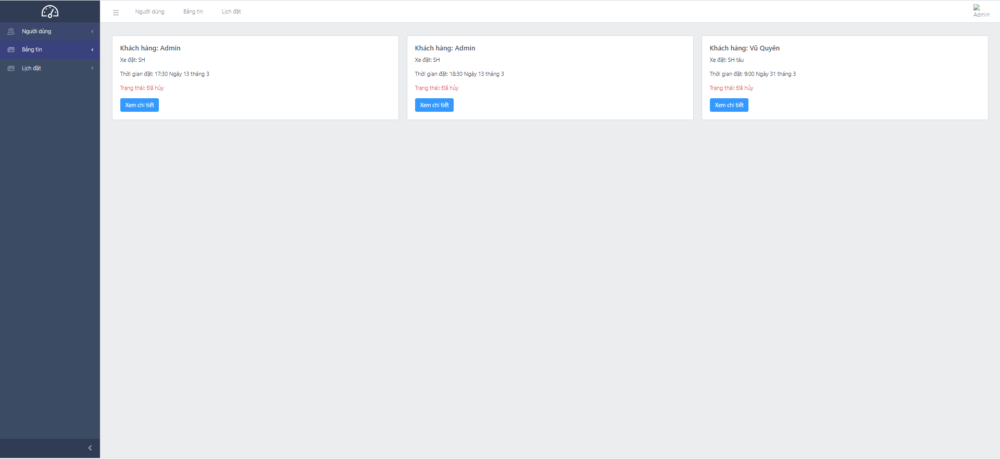 Người dùng
Bảng tin
Lịch đặt
Người dùng
Bảng tin
Lịch đặt
Admin
Khách hàng: Admin
Xe đặt: SH
Thời gian đặt: 17:30 Ngày 13 tháng 3
Trạng thái: Đã hủy
Xem chi tiết
Khách hàng: Admin
Xe đặt: SH
Thời gian đặt: 18:30 Ngày 13 tháng 3
Trạng thái: Đã hủy
Xem chi tiết
Khách hàng: Vũ Quyên
Xe đặt: SH tàu
Thời gian đặt: 9:00 Ngày 31 tháng 3
Trạng thái: Đã hủy
Xem chi tiết